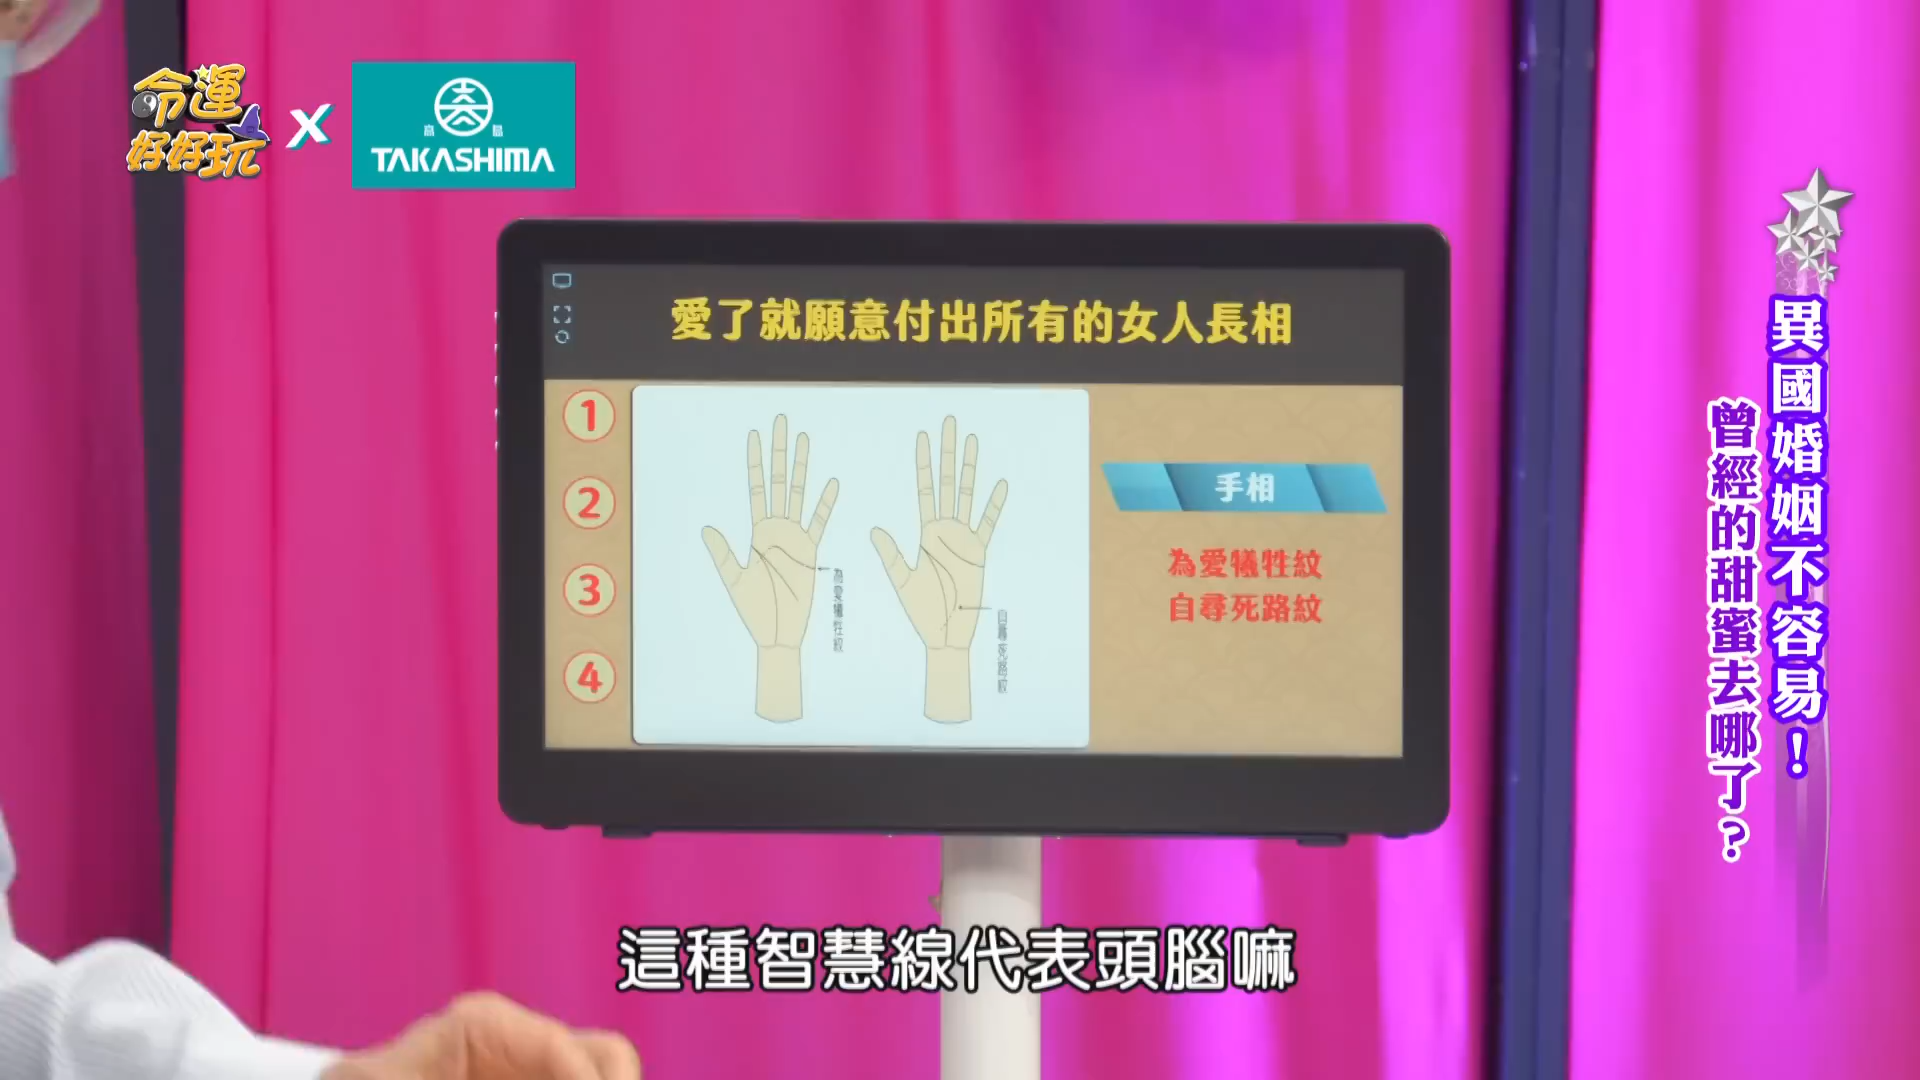 命運
好好玩
X
高島
TAKASHIMA
愛了就願意付出所有的女人長相
1
2
3
4
為愛犧牲紋
自尋死路紋
手相
為愛犧牲紋
自尋死路紋
異國婚姻不容易！
曾經的甜蜜去哪了？
這種智慧線代表頭腦嘛